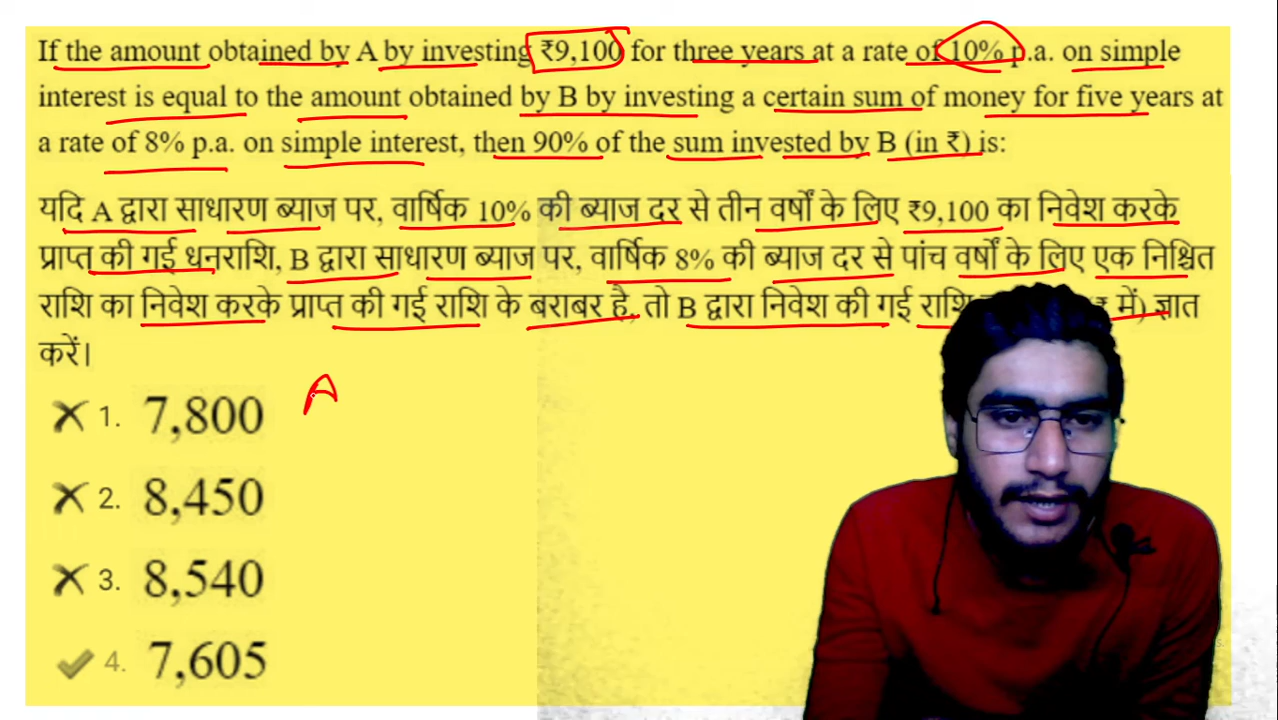 If the amount obtained by A by investing ₹9,100 for three years at a rate of 10% p.a. on simple
interest is equal to the amount obtained by B by investing a certain sum of money for five years at
a rate of 8% p.a. on simple interest, then 90% of the sum invested by B (in ₹) is:
यदि A द्वारा साधारण ब्याज पर, वार्षिक 10% की ब्याज दर से तीन वर्षों के लिए ₹9,100 का निवेश करके
प्राप्त की गई धनराशि, B द्वारा साधारण ब्याज पर, वार्षिक 8% की ब्याज दर से पांच वर्षों के लिए एक निश्चित
राशि का निवेश करके प्राप्त की गई राशि के बराबर है, तो B द्वारा निवेश की गई राशि ₹ में) ज्ञात
करें।
1. 7,800
A
2. 8,450
3. 8,540
4. 7,605